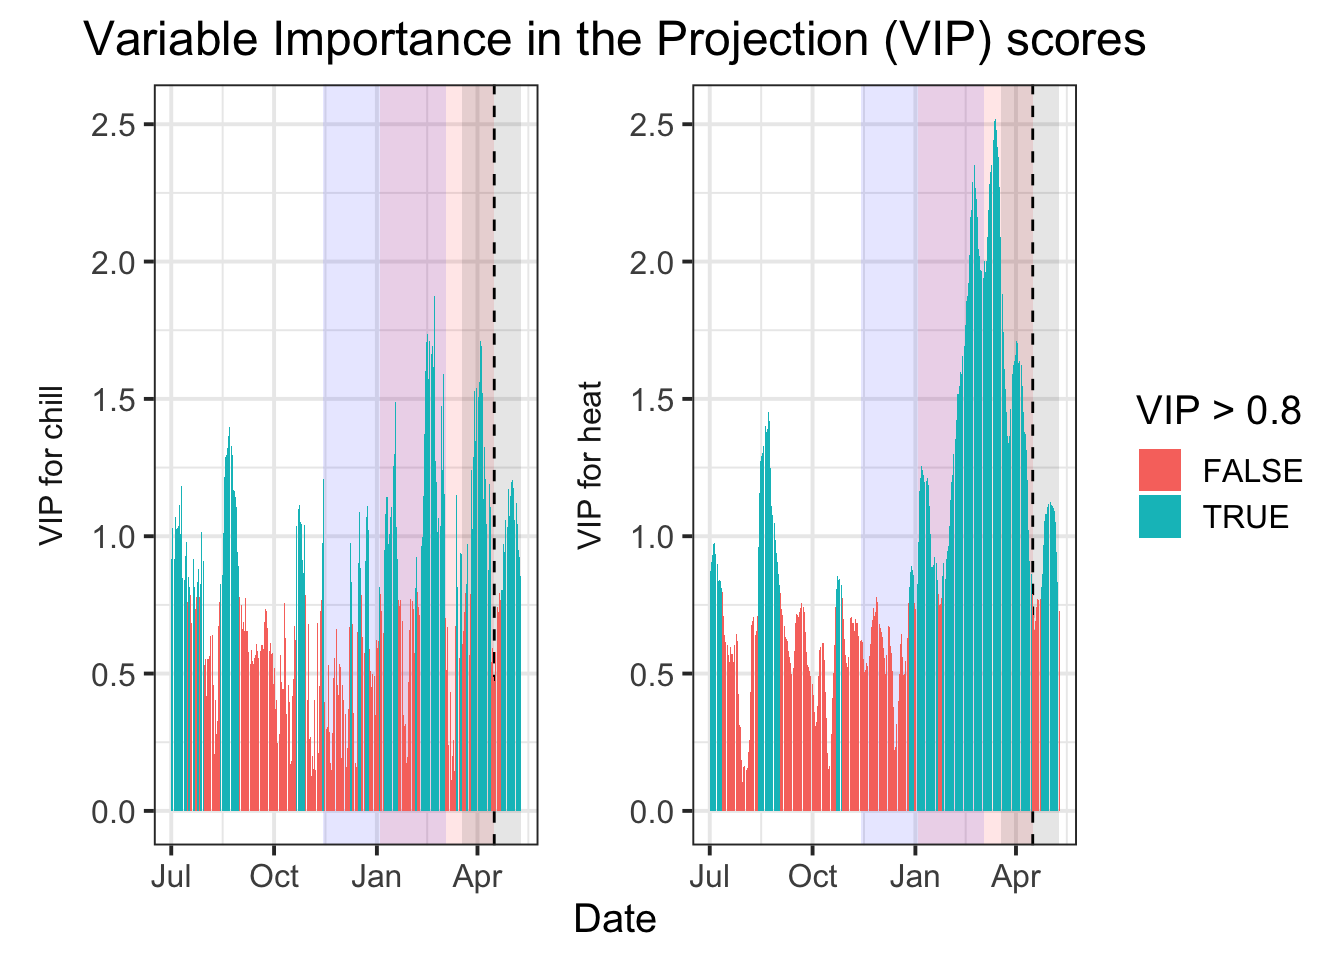 Variable Importance in the Projection (VIP) scores
VIP for chill
2.5
2.0
1.5
1.0
0.5
0.0
Jul Oct Jan Apr
VIP for heat
2.5
2.0
1.5
1.0
0.5
0.0
Jul Oct Jan Apr
Date
VIP > 0.8
FALSE
TRUE